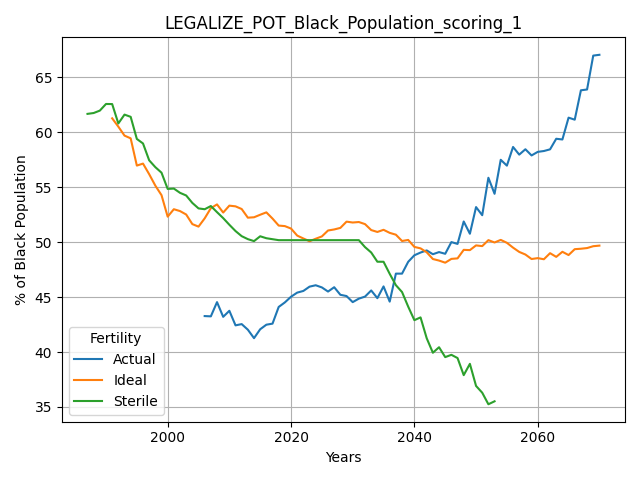 LEGALIZE_POT_Black_Population_scoring_1
% of Black Population
65
60
55
50
45
40
35
Fertility
Actual
Ideal
Sterile
2000
2020
2040
2060
Years